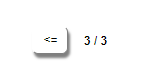 <= 3 / 3